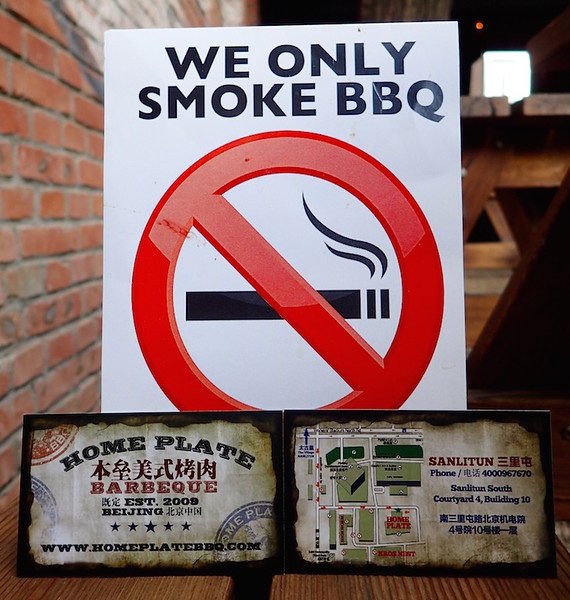 WE ONLY
SMOKE BBQ
HOME PLATE
本垒美式烤肉
BARBEQUE
既定 EST. 2009
BEIJING 北京中国
WWW.HOMEPLATEBBQ.COM
SANLITUN 三里屯
Phone / 电话 4000967670
Sanlitun South
Courtyard 4, Building 10
南三里屯路北京机电院
4号院10号楼一层
HOME
PLATE